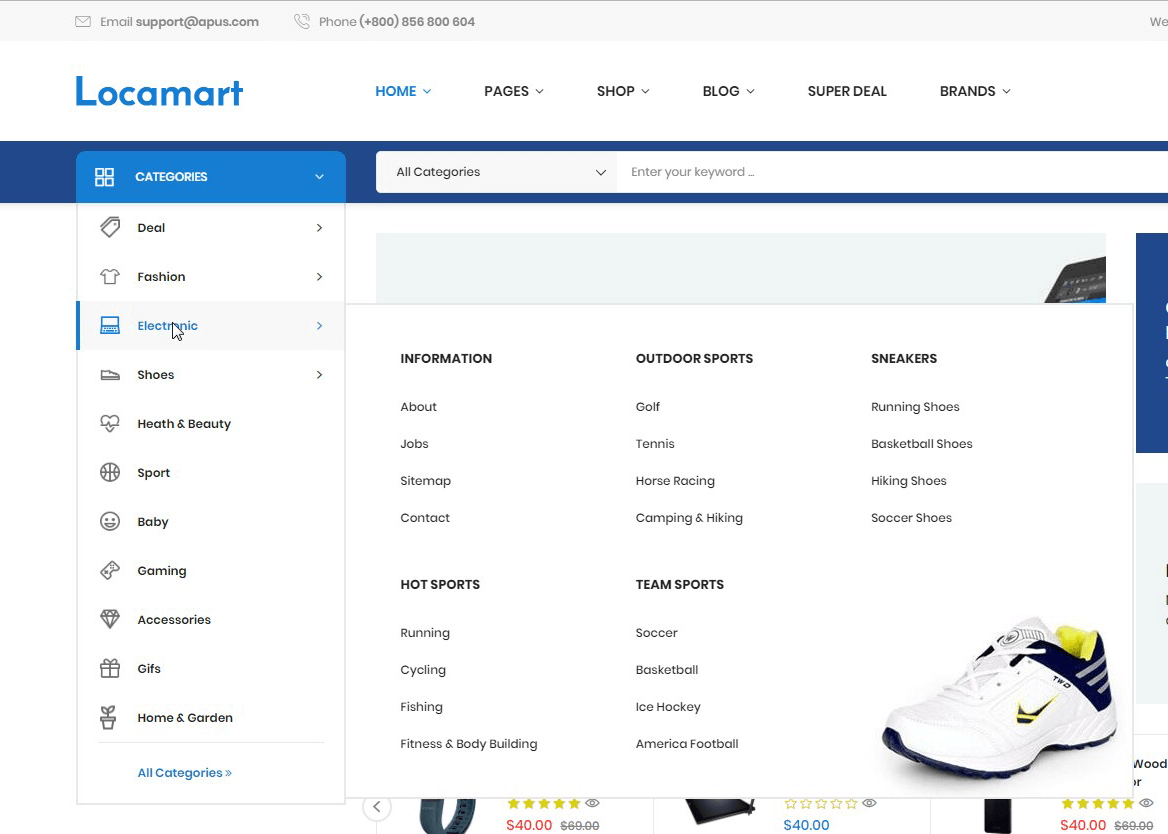 Email support@apus.com
Phone (+800) 856 800 604
We
Locamart
HOME
PAGES
SHOP
BLOG
SUPER DEAL
BRANDS
CATEGORIES
All Categories
Enter your keyword ...
Deal
Fashion
Electronic
Shoes
Heath & Beauty
Sport
Baby
Gaming
Accessories
Gifs
Home & Garden
All Categories »
INFORMATION
About
Jobs
Sitemap
Contact
OUTDOOR SPORTS
Golf
Tennis
Horse Racing
Camping & Hiking
SNEAKERS
Running Shoes
Basketball Shoes
Hiking Shoes
Soccer Shoes
HOT SPORTS
Running
Cycling
Fishing
Fitness & Body Building
TEAM SPORTS
Soccer
Basketball
Ice Hockey
America Football
TWD
Wood
or
$40.00 $69.00
$40.00
$40.00 $69.00